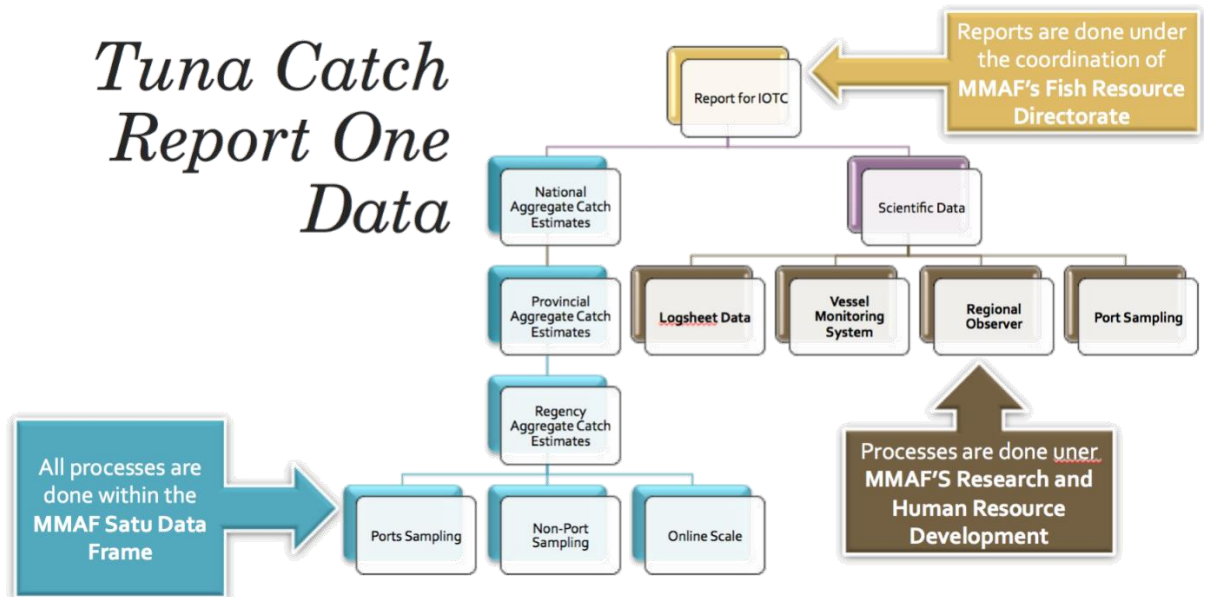 Tuna Catch
Report One
Data
Reports are done under
the coordination of
MMAF's Fish Resource
Directorate
Report for IOTC
National
Aggregate Catch
Estimates
Scientific Data
Provincial
Aggregate Catch
Estimates
Logsheet Data
Vessel
Monitoring
System
Regional
Observer
Port Sampling
Regency
Aggregate Catch
Estimates
All processes are
done within the
MMAF Satu Data
Frame
Processes are done uner
MMAF'S Research and
Human Resource
Development
Ports Sampling
Non-Port
Sampling
Online Scale